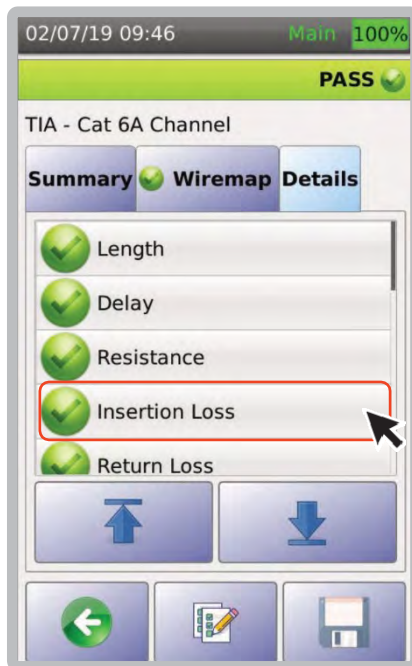 02/07/19 09:46 Main 100%
PASS
TIA - Cat 6A Channel
Summary Wiremap Details
Length
Delay
Resistance
Insertion Loss
Return Loss